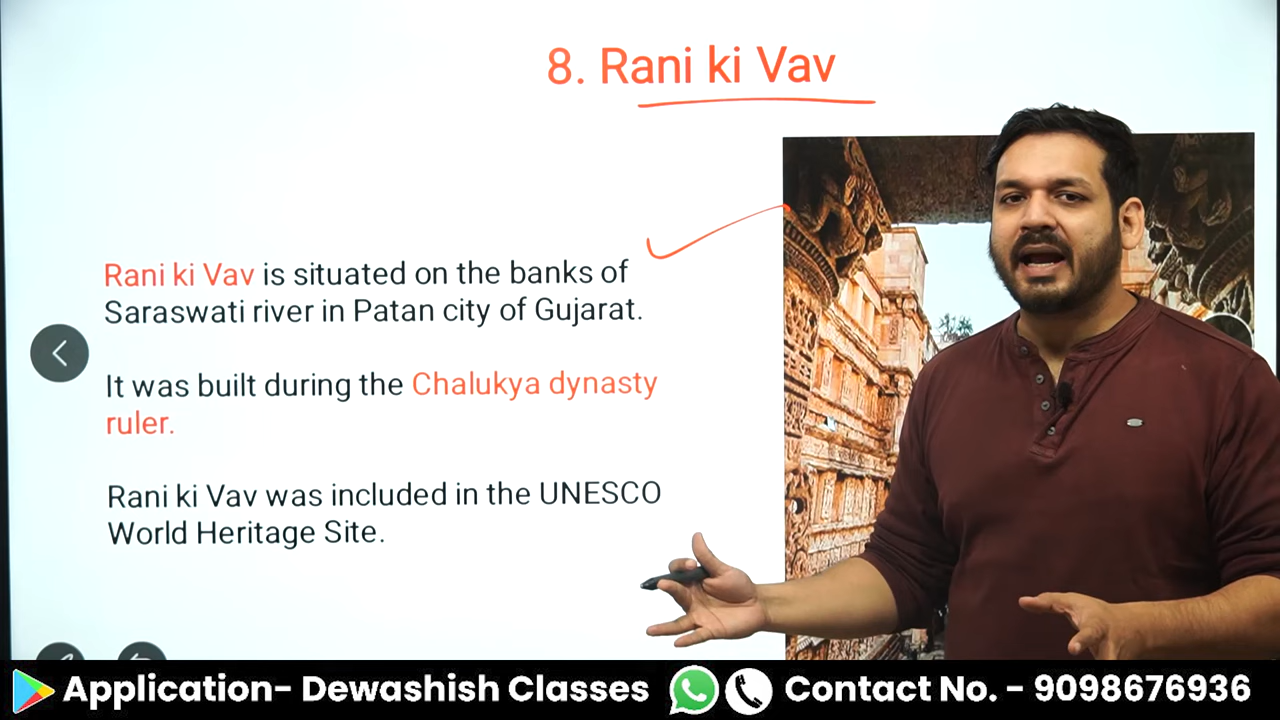 8. Rani ki Vav
Rani ki Vav is situated on the banks of
Saraswati river in Patan city of Gujarat.
It was built during the Chalukya dynasty
ruler.
Rani ki Vav was included in the UNESCO
World Heritage Site.
Application- Dewashish Classes
Contact No. - 9098676936